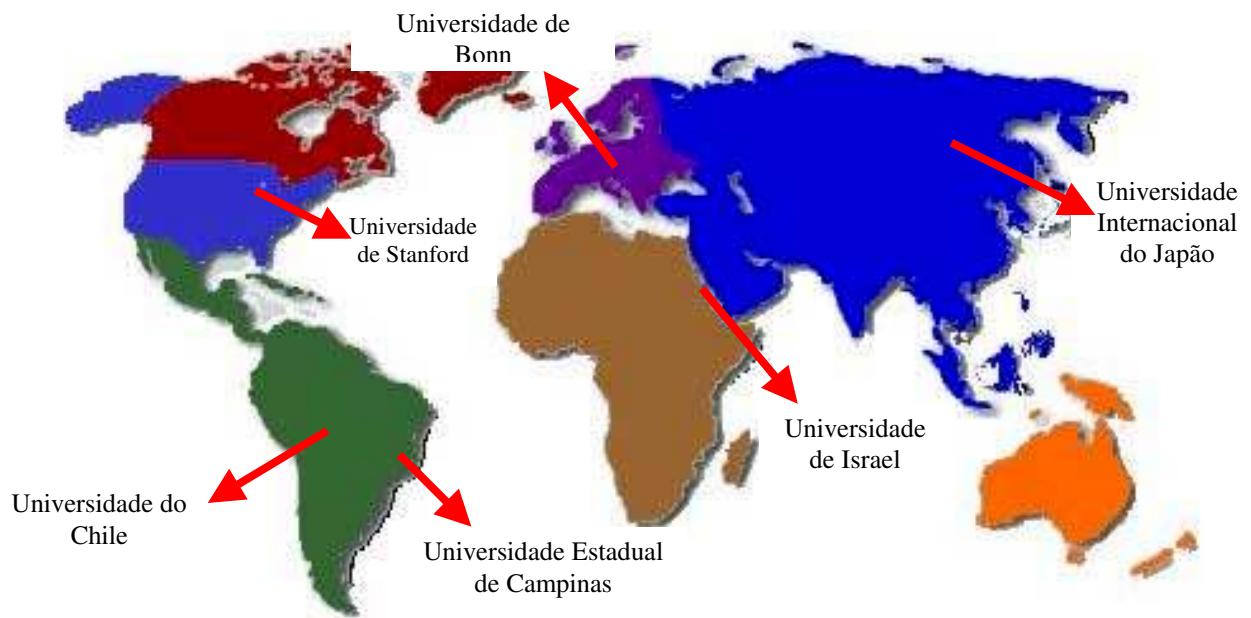 Universidade de
Bonn
Universidade
de Stanford
Universidade
Internacional
do Japão
Universidade
de Israel
Universidade do
Chile
Universidade Estadual
de Campinas